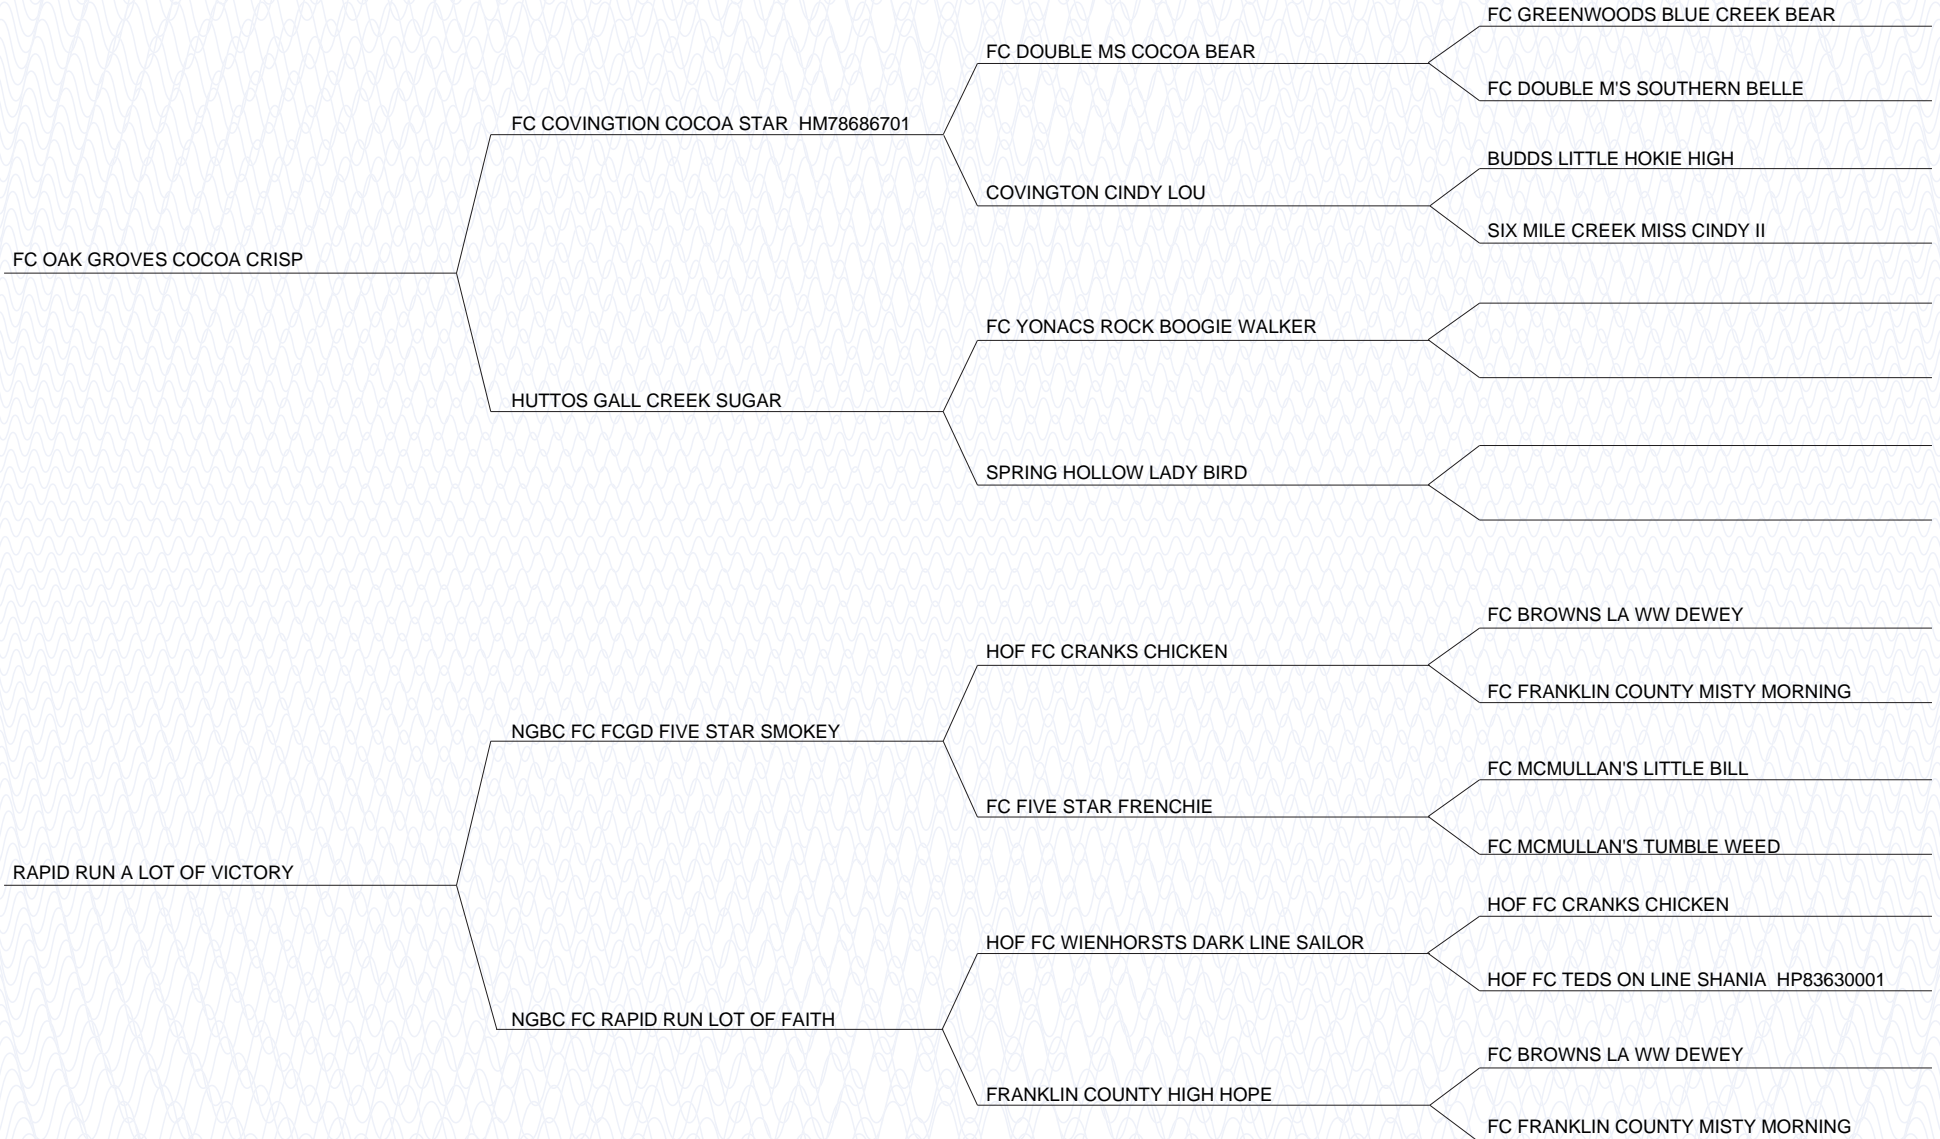 FC GREENWOODS BLUE CREEK BEAR
FC DOUBLE MS COCOA BEAR
FC DOUBLE M'S SOUTHERN BELLE
FC COVINGTION COCOA STAR HM78686701
BUDDS LITTLE HOKIE HIGH
COVINGTON CINDY LOU
SIX MILE CREEK MISS CINDY II
FC OAK GROVES COCOA CRISP
FC YONACS ROCK BOOGIE WALKER
HUTTOS GALL CREEK SUGAR
SPRING HOLLOW LADY BIRD
FC BROWNS LA WW DEWEY
HOF FC CRANKS CHICKEN
FC FRANKLIN COUNTY MISTY MORNING
NGBC FC FCGD FIVE STAR SMOKEY
FC MCMULLAN'S LITTLE BILL
FC FIVE STAR FRENCHIE
FC MCMULLAN'S TUMBLE WEED
RAPID RUN A LOT OF VICTORY
HOF FC CRANKS CHICKEN
HOF FC WIENHORSTS DARK LINE SAILOR
HOF FC TEDS ON LINE SHANIA HP83630001
NGBC FC RAPID RUN LOT OF FAITH
FC BROWNS LA WW DEWEY
FRANKLIN COUNTY HIGH HOPE
FC FRANKLIN COUNTY MISTY MORNING